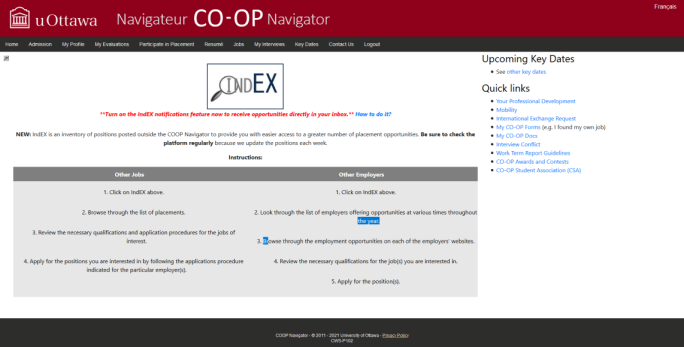 Français
uOttawa Navigateur CO-OP Navigator
Home Admission My Profile My Evaluations Participate in Placement Resumé Jobs My Interviews Key Dates Contact Us Logout
INDEX
**Turn on the IndEX notifications feature now to receive opportunities directly in your inbox.** How to do it?
NEW: IndEX is an inventory of positions posted outside the COOP Navigator to provide you with easier access to a greater number of placement opportunities. Be sure to check the
platform regularly because we update the positions each week.
Instructions:
Other Jobs
1. Click on IndEX above.
2. Browse through the list of placements.
3. Review the necessary qualifications and application procedures for the jobs of
interest.
4. Apply for the positions you are interested in by following the applications procedure
indicated for the particular employer(s).
Other Employers
1. Click on IndEX above.
2. Look through the list of employers offering opportunities at various times throughout
the year.
3. Browse through the employment opportunities on each of the employers' websites.
4. Review the necessary qualifications for the job(s) you are interested in.
5. Apply for the position(s).
Upcoming Key Dates
See other key dates
Quick links
Your Professional Development
Mobility
International Exchange Request
My CO-OP Forms (e.g. I found my own job)
My CO-OP Docs
Interview Conflict
Work Term Report Guidelines
CO-OP Awards and Contests
CO-OP Student Association (CSA)
COOP Navigator - © 2011 - 2021 University of Ottawa - Privacy Policy
CWS-P102